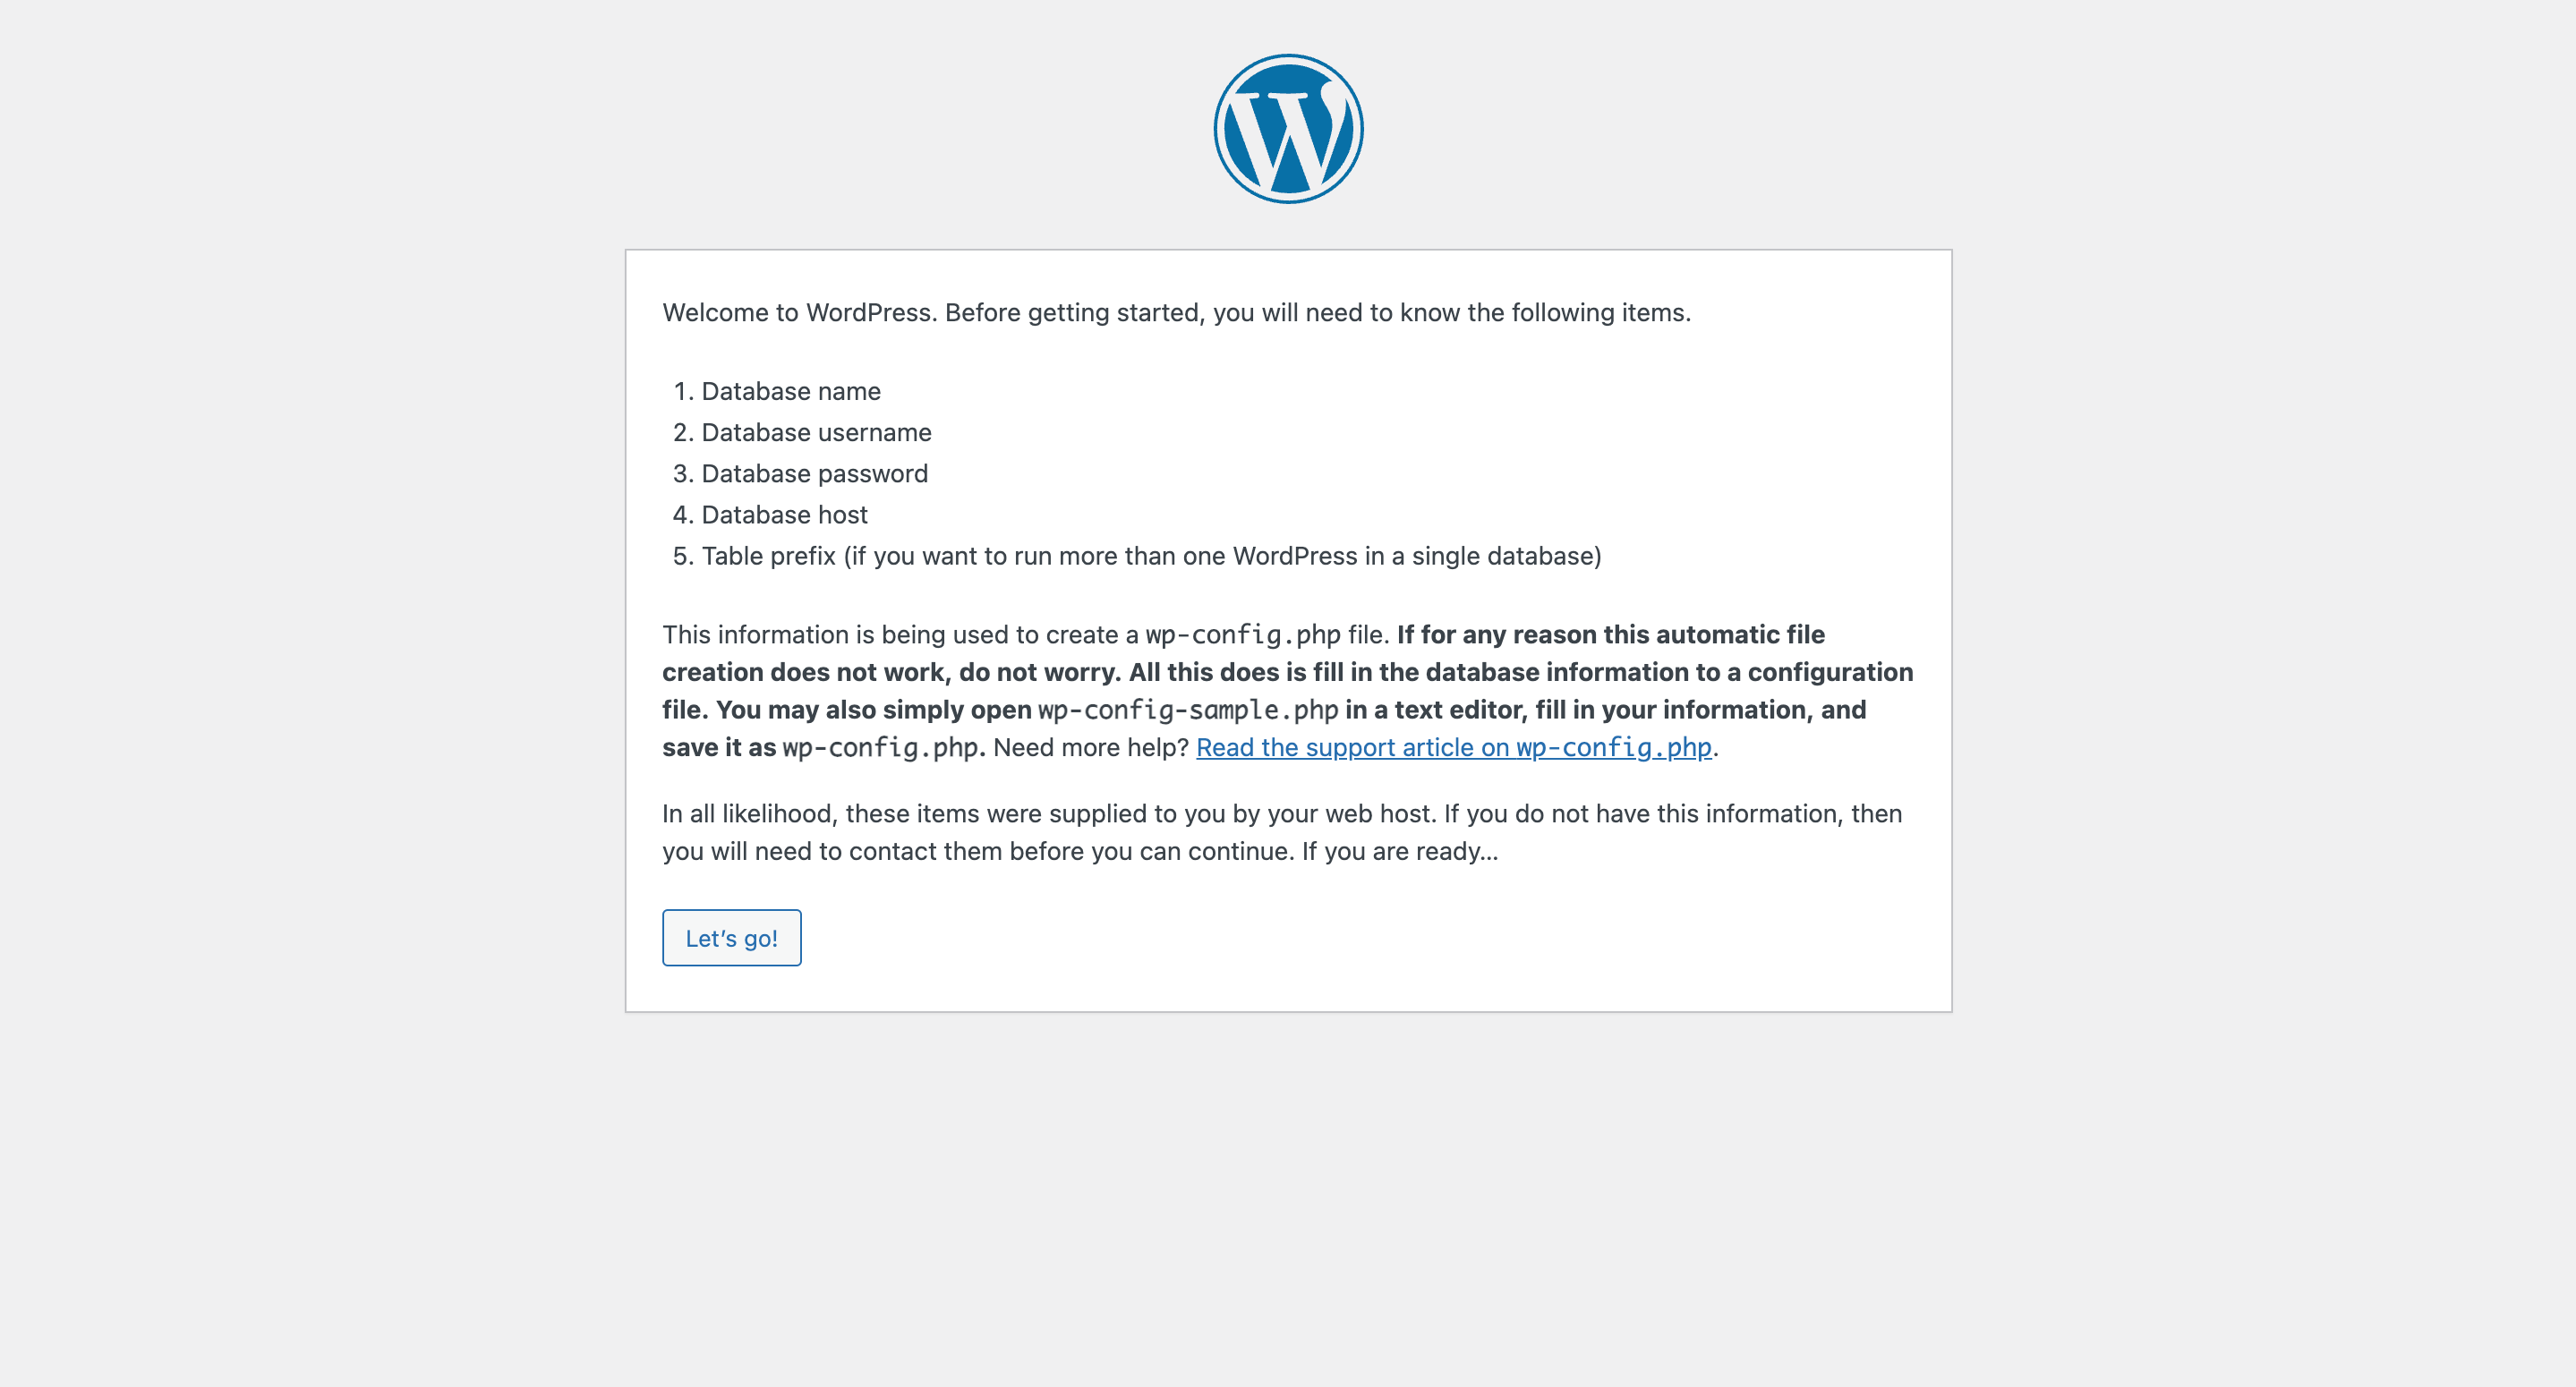 Welcome to WordPress. Before getting started, you will need to know the following items.
1. Database name
2. Database username
3. Database password
4. Database host
5. Table prefix (if you want to run more than one WordPress in a single database)
This information is being used to create a wp-config.php file. If for any reason this automatic file
creation does not work, do not worry. All this does is fill in the database information to a configuration
file. You may also simply open wp-config-sample.php in a text editor, fill in your information, and
save it as wp-config.php. Need more help? Read the support article on wp-config.php.
In all likelihood, these items were supplied to you by your web host. If you do not have this information, then
you will need to contact them before you can continue. If you are ready…
Let’s go!